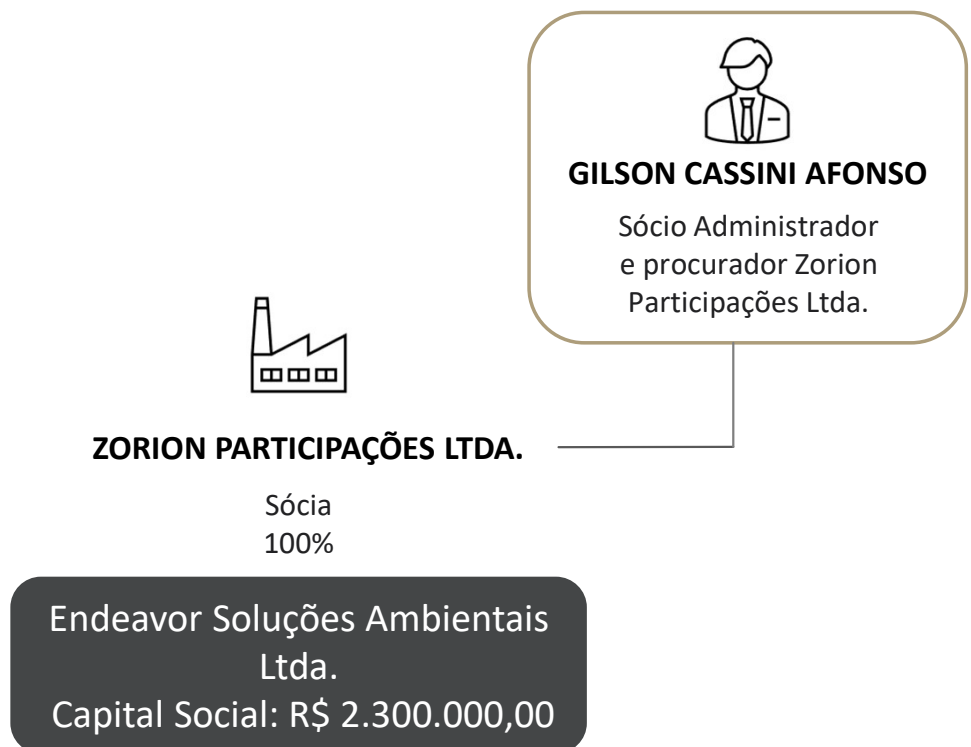 GILSON CASSINI AFONSO
Sócio Administrador
e procurador Zorion
Participações Ltda.
ZORION PARTICIPAÇÕES LTDA.
Sócia
100%
Endeavor Soluções Ambientais
Ltda.
Capital Social: R$ 2.300.000,00